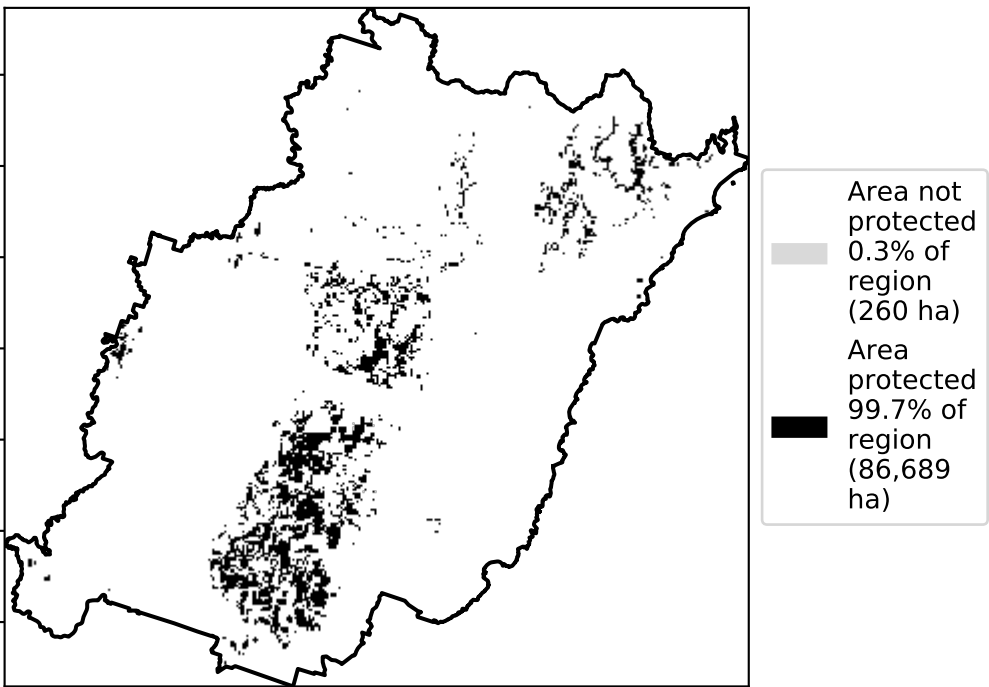 Area not
protected
0.3% of
region
(260 ha)
Area
protected
99.7% of
region
(86,689
ha)